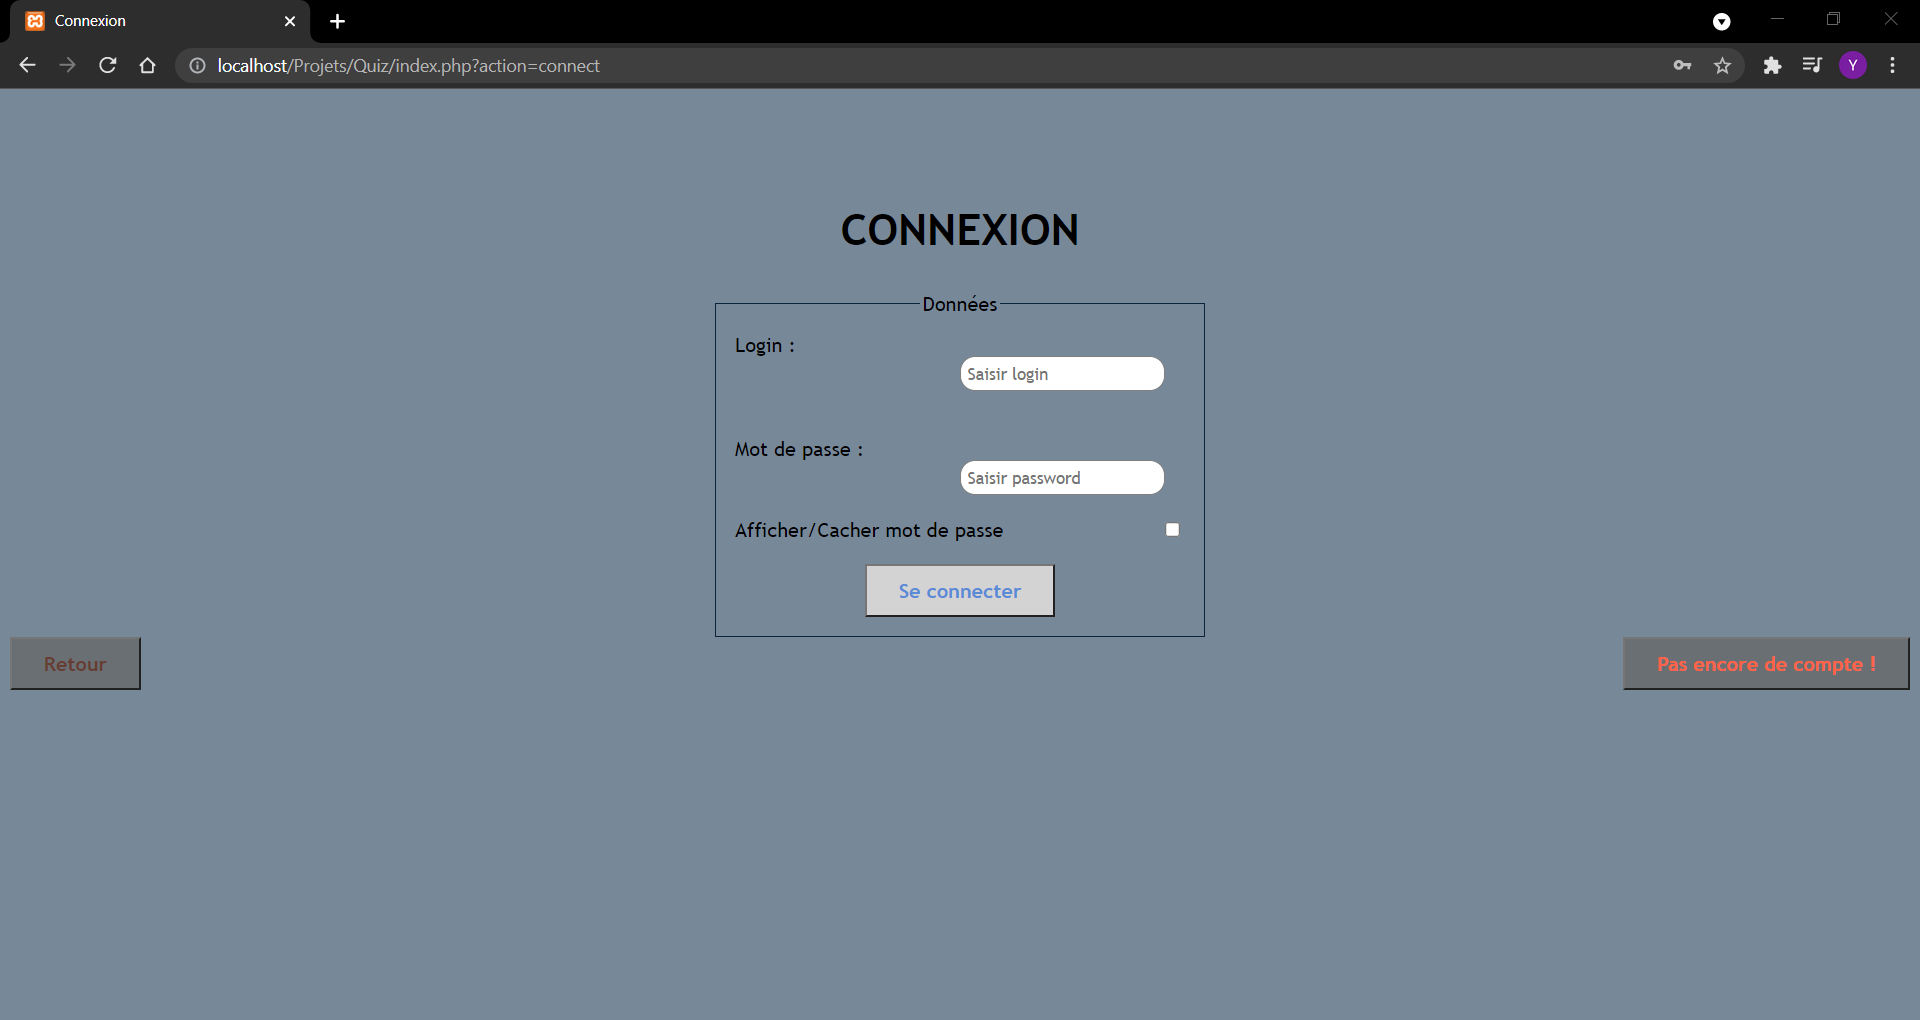 Connexion
localhost/Projets/Quiz/index.php?action=connect
Y
CONNEXION
Données
Login :
Saisir login
Mot de passe :
Saisir password
Afficher/Cacher mot de passe
Se connecter
Retour
Pas encore de compte !